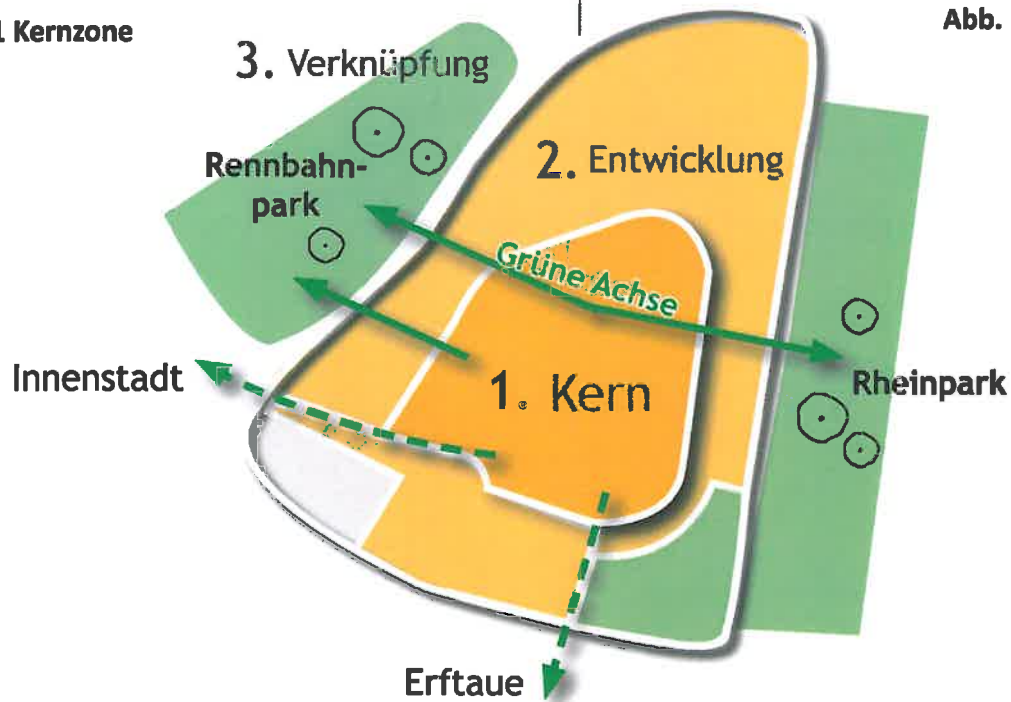 Kernzone
Abb.
3. Verknüpfung
Rennbahn-
park
2. Entwicklung
Grüne Achse
Innenstadt
1. Kern
Rheinpark
Erftaue